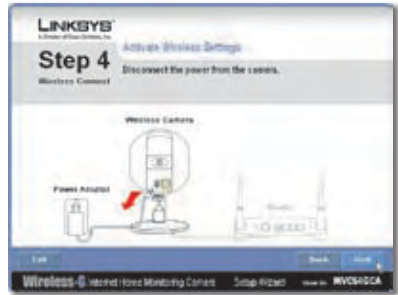 LINKSYS
A Division of Cisco Systems, Inc.
Step 4
Wireless Connect
Activate Wireless Settings
Disconnect the power from the camera.
Wireless Camera
Power Adapter
Router
Exit
Back
Next
Wireless-G Internet Home Monitoring Camera
Setup Wizard
Model No.
WVC54GCA